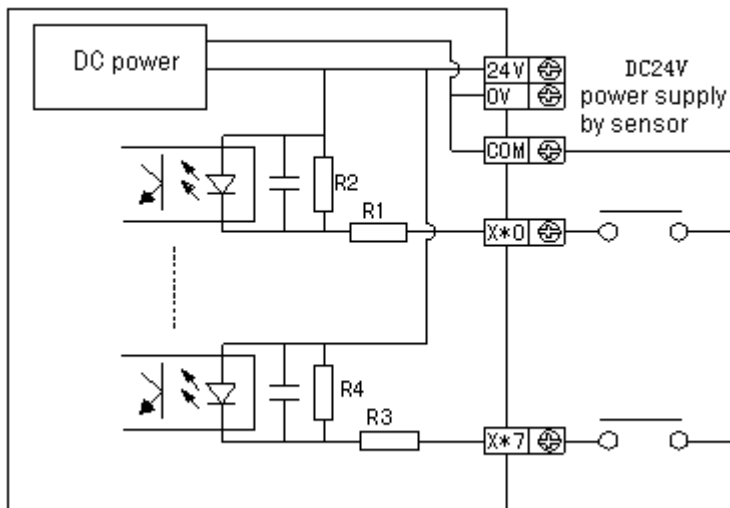 DC power
24V
DC24V
0V
power supply
by sensor
COM
R2
R1
X*0
R4
R3
X*7